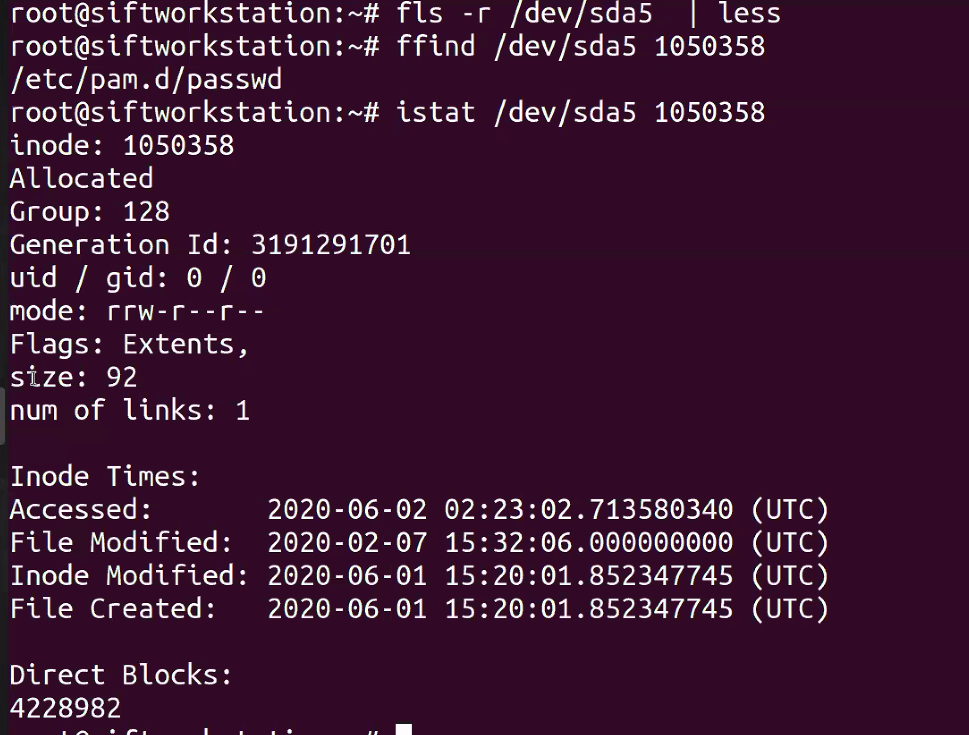 root@siftworkstation:~# fls -r /dev/sda5  | less
root@siftworkstation:~# ffind /dev/sda5 1050358
/etc/pam.d/passwd
root@siftworkstation:~# istat /dev/sda5 1050358
inode: 1050358
Allocated
Group: 128
Generation Id: 3191291701
uid / gid: 0 / 0
mode: rrw-r--r--
Flags: Extents,
size: 92
num of links: 1

Inode Times:
Accessed:       2020-06-02 02:23:02.713580340 (UTC)
File Modified:  2020-02-07 15:32:06.000000000 (UTC)
Inode Modified: 2020-06-01 15:20:01.852347745 (UTC)
File Created:   2020-06-01 15:20:01.852347745 (UTC)

Direct Blocks:
4228982
root@siftworkstation:~#